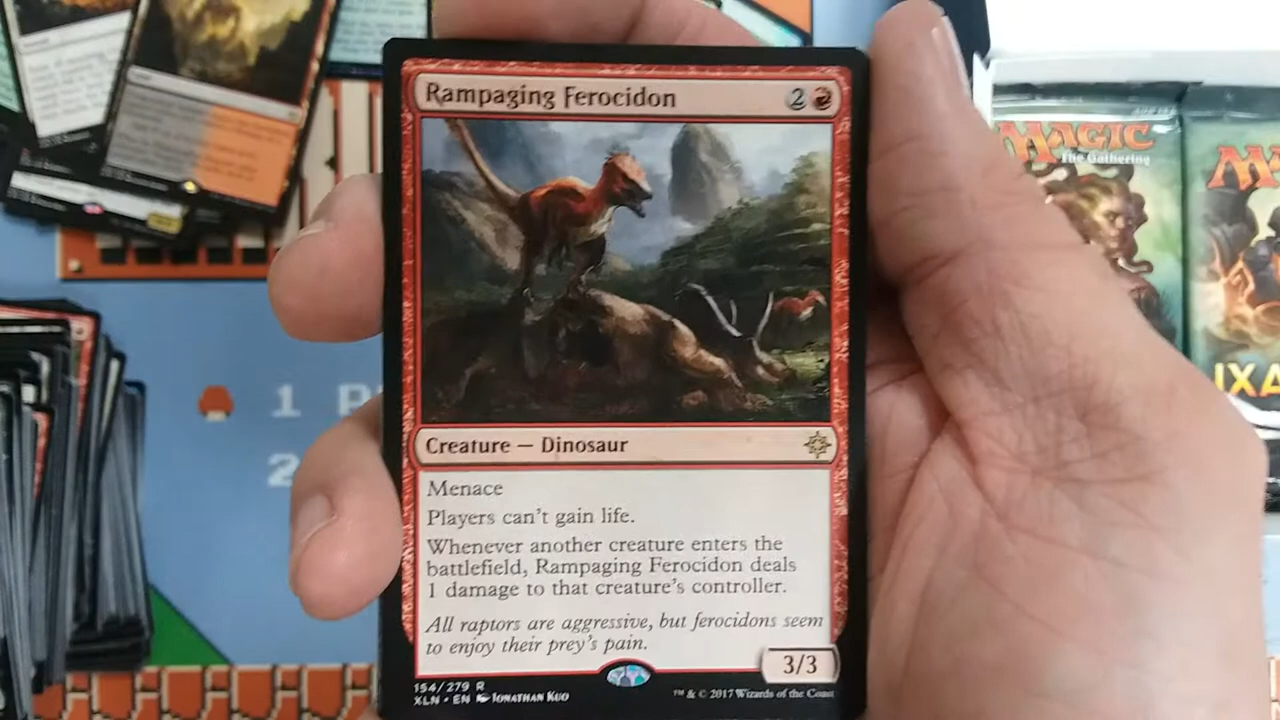 Rampaging Ferocidon 2
Creature — Dinosaur
Menace
Players can't gain life.
Whenever another creature enters the
battlefield, Rampaging Ferocidon deals
1 damage to that creature's controller.
All raptors are aggressive, but ferocidons seem
to enjoy their prey's pain.
3/3
154/279 R
XLN • EN Jonathan Kuo
™ & © 2017 Wizards of the Coast
MAGIC
The Gathering
M
IXA
1 P
2